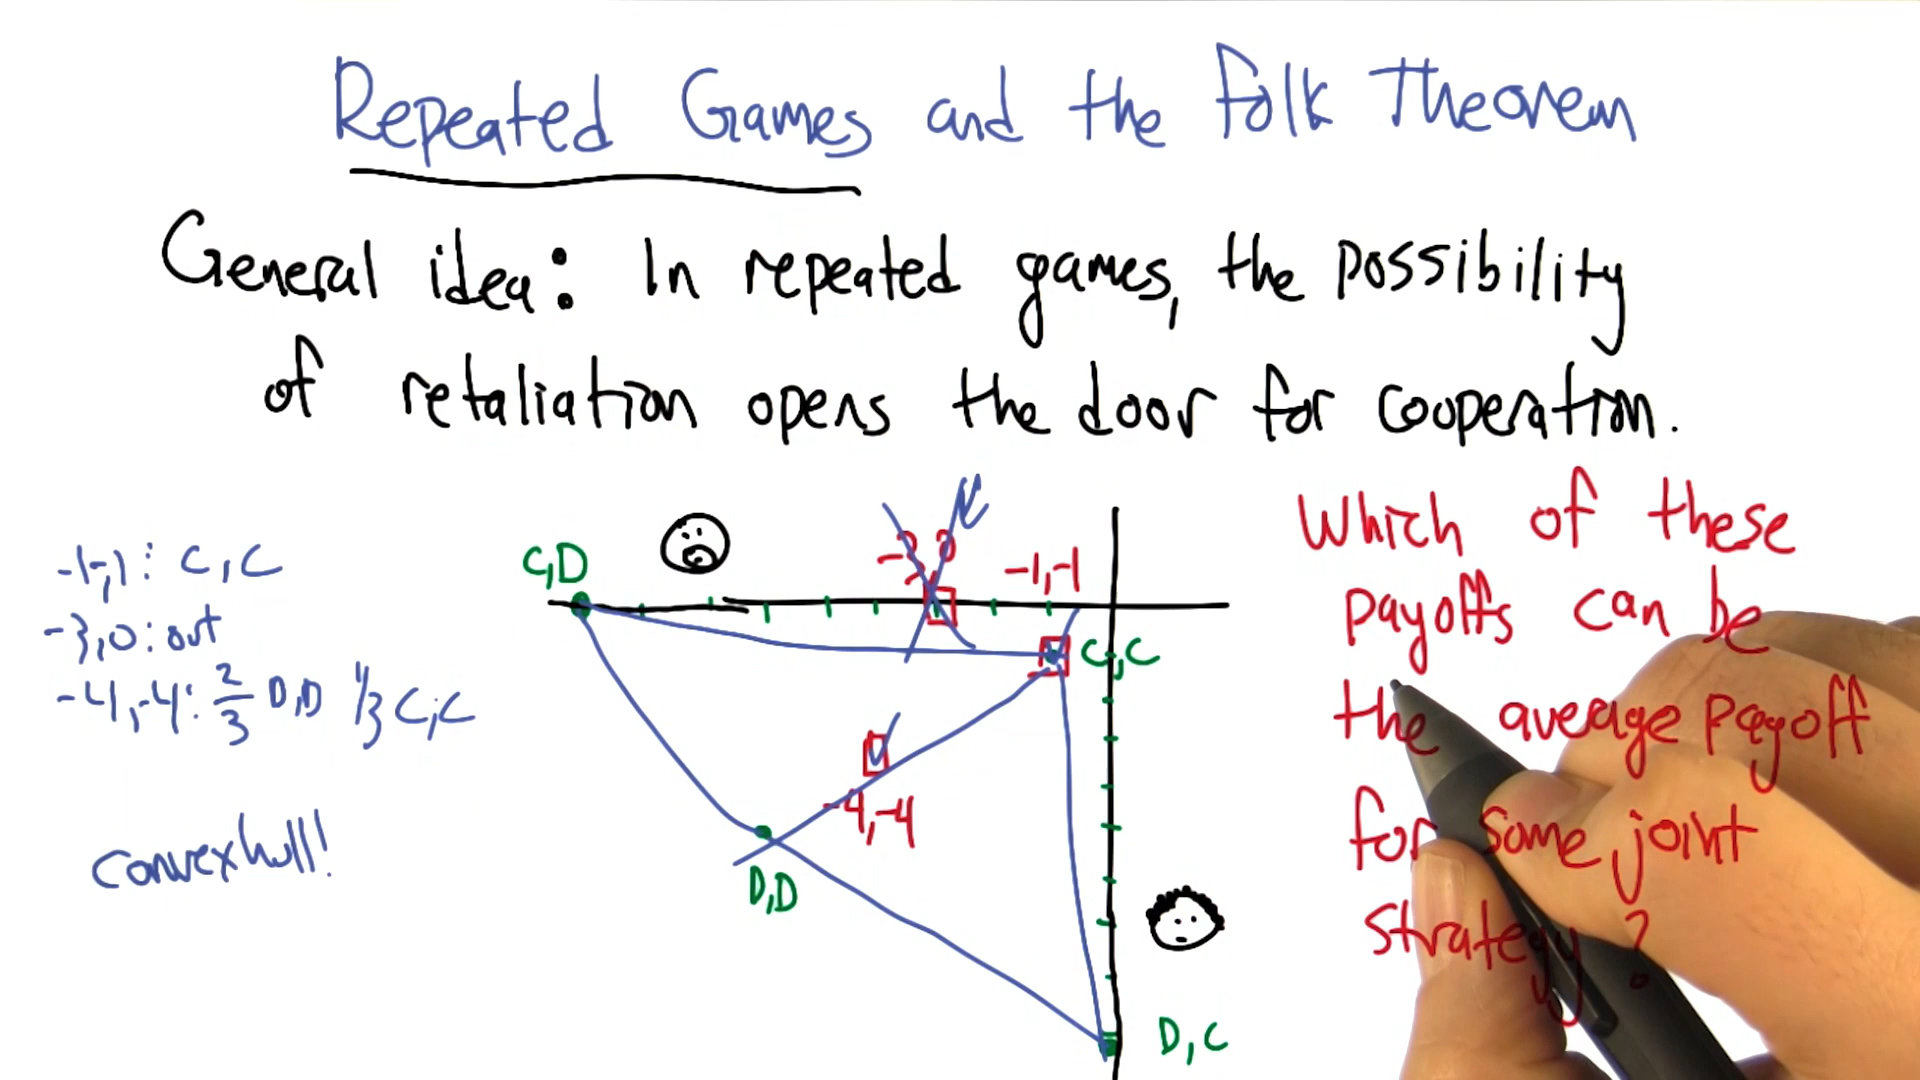 Repeated Games and the Folk Theorem
General idea: In repeated games, the possibility
of retaliation opens the door for cooperation.
-1,-1: C,C
-3,0: out
-4,-4: 2/3 D,D 1/3 C,C
convex hull!
C,D
-3,0
-1,-1
C,C
-4,-4
D,D
D,C
Which of these
payoffs can be
the average payoff
for some joint
strategy?